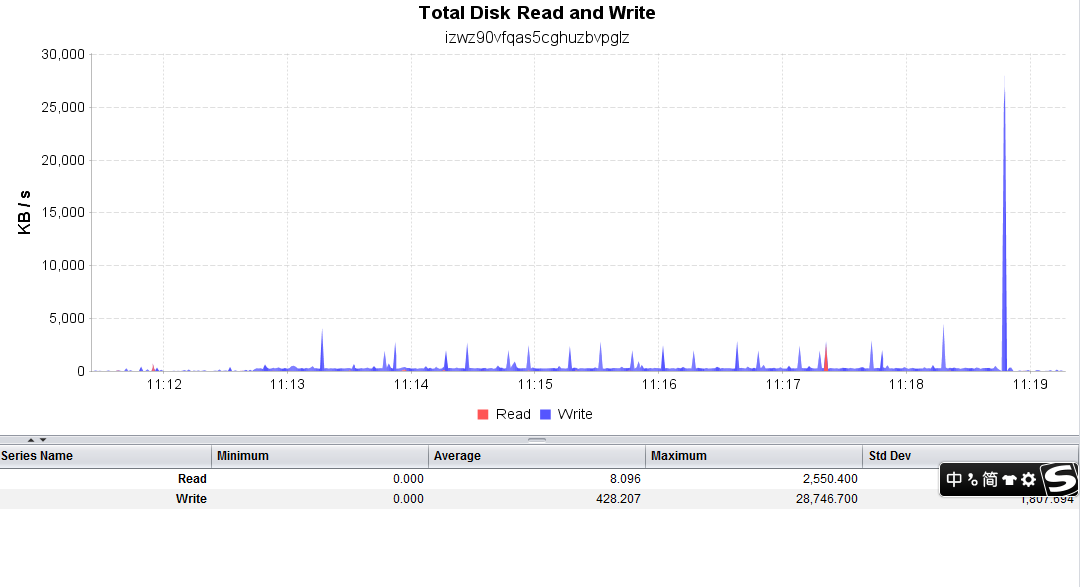 Total Disk Read and Write
izwz90vfqas5cghuzbvpglz
30,000
25,000
20,000
15,000
10,000
5,000
0
KB / s
11:12 11:13 11:14 11:15 11:16 11:17 11:18 11:19
Read Write
Series Name Minimum Average Maximum Std Dev
Read 0.000 8.096 2,550.400
Write 0.000 428.207 28,746.700 1,807.694
中 简